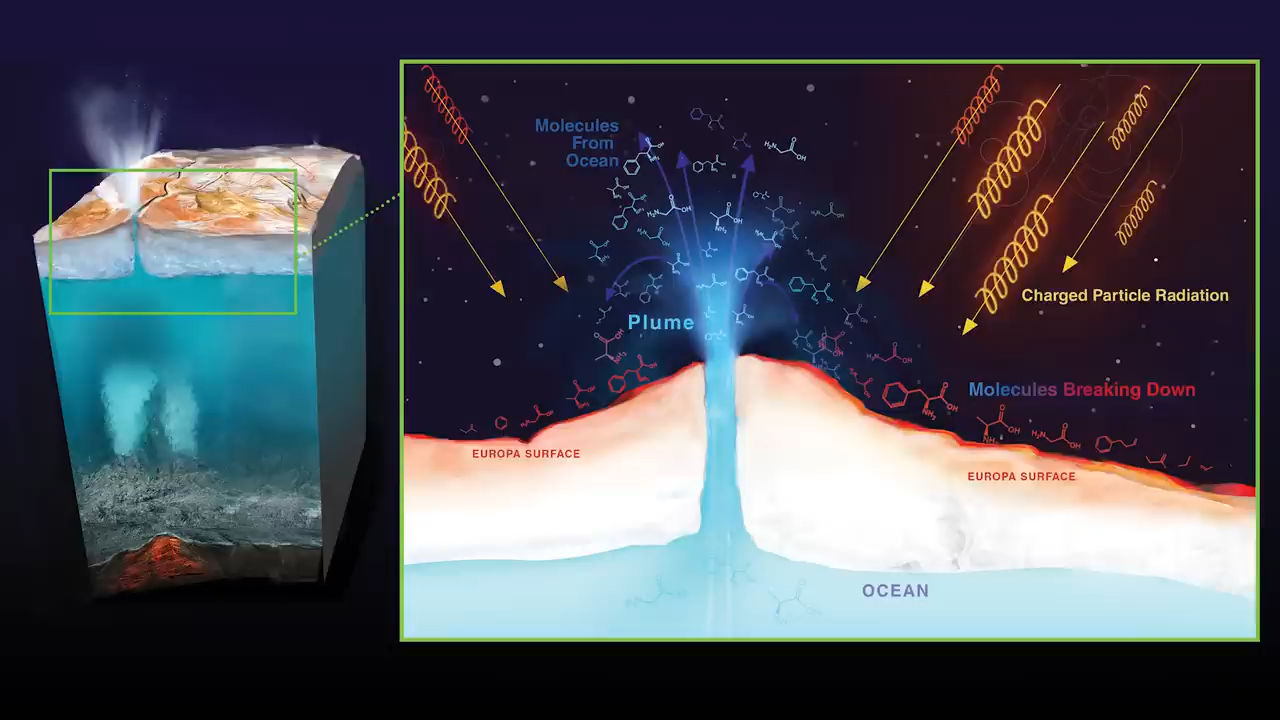 Molecules
From
Ocean
Plume
Charged Particle Radiation
Molecules Breaking Down
EUROPA SURFACE
EUROPA SURFACE
OCEAN